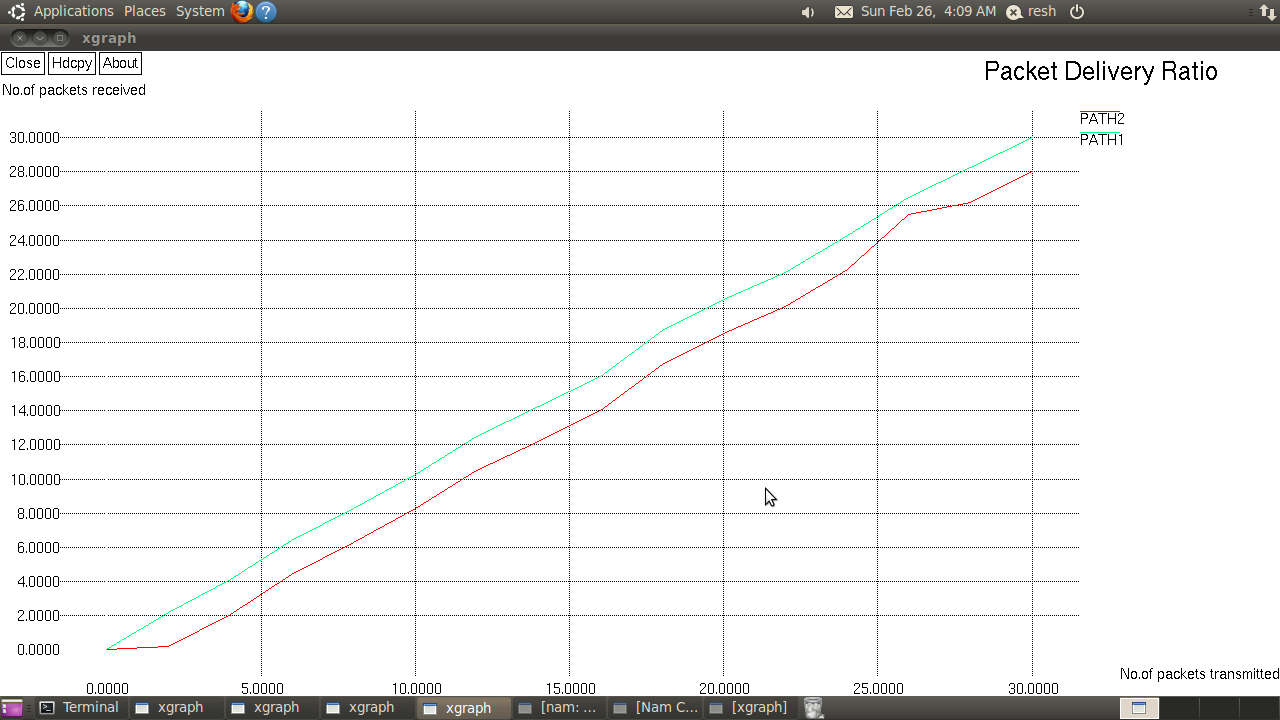 Applications Places System ? Sun Feb 26, 4:09 AM resh
xgraph
Close Hdcpy About
Packet Delivery Ratio
No.of packets received
PATH2
PATH1
30.0000
28.0000
26.0000
24.0000
22.0000
20.0000
18.0000
16.0000
14.0000
12.0000
10.0000
8.0000
6.0000
4.0000
2.0000
0.0000
No.of packets transmitted
0.0000 5.0000 10.0000 15.0000 20.0000 25.0000 30.0000
Terminal xgraph xgraph xgraph xgraph [nam: ... [Nam C... [xgraph]